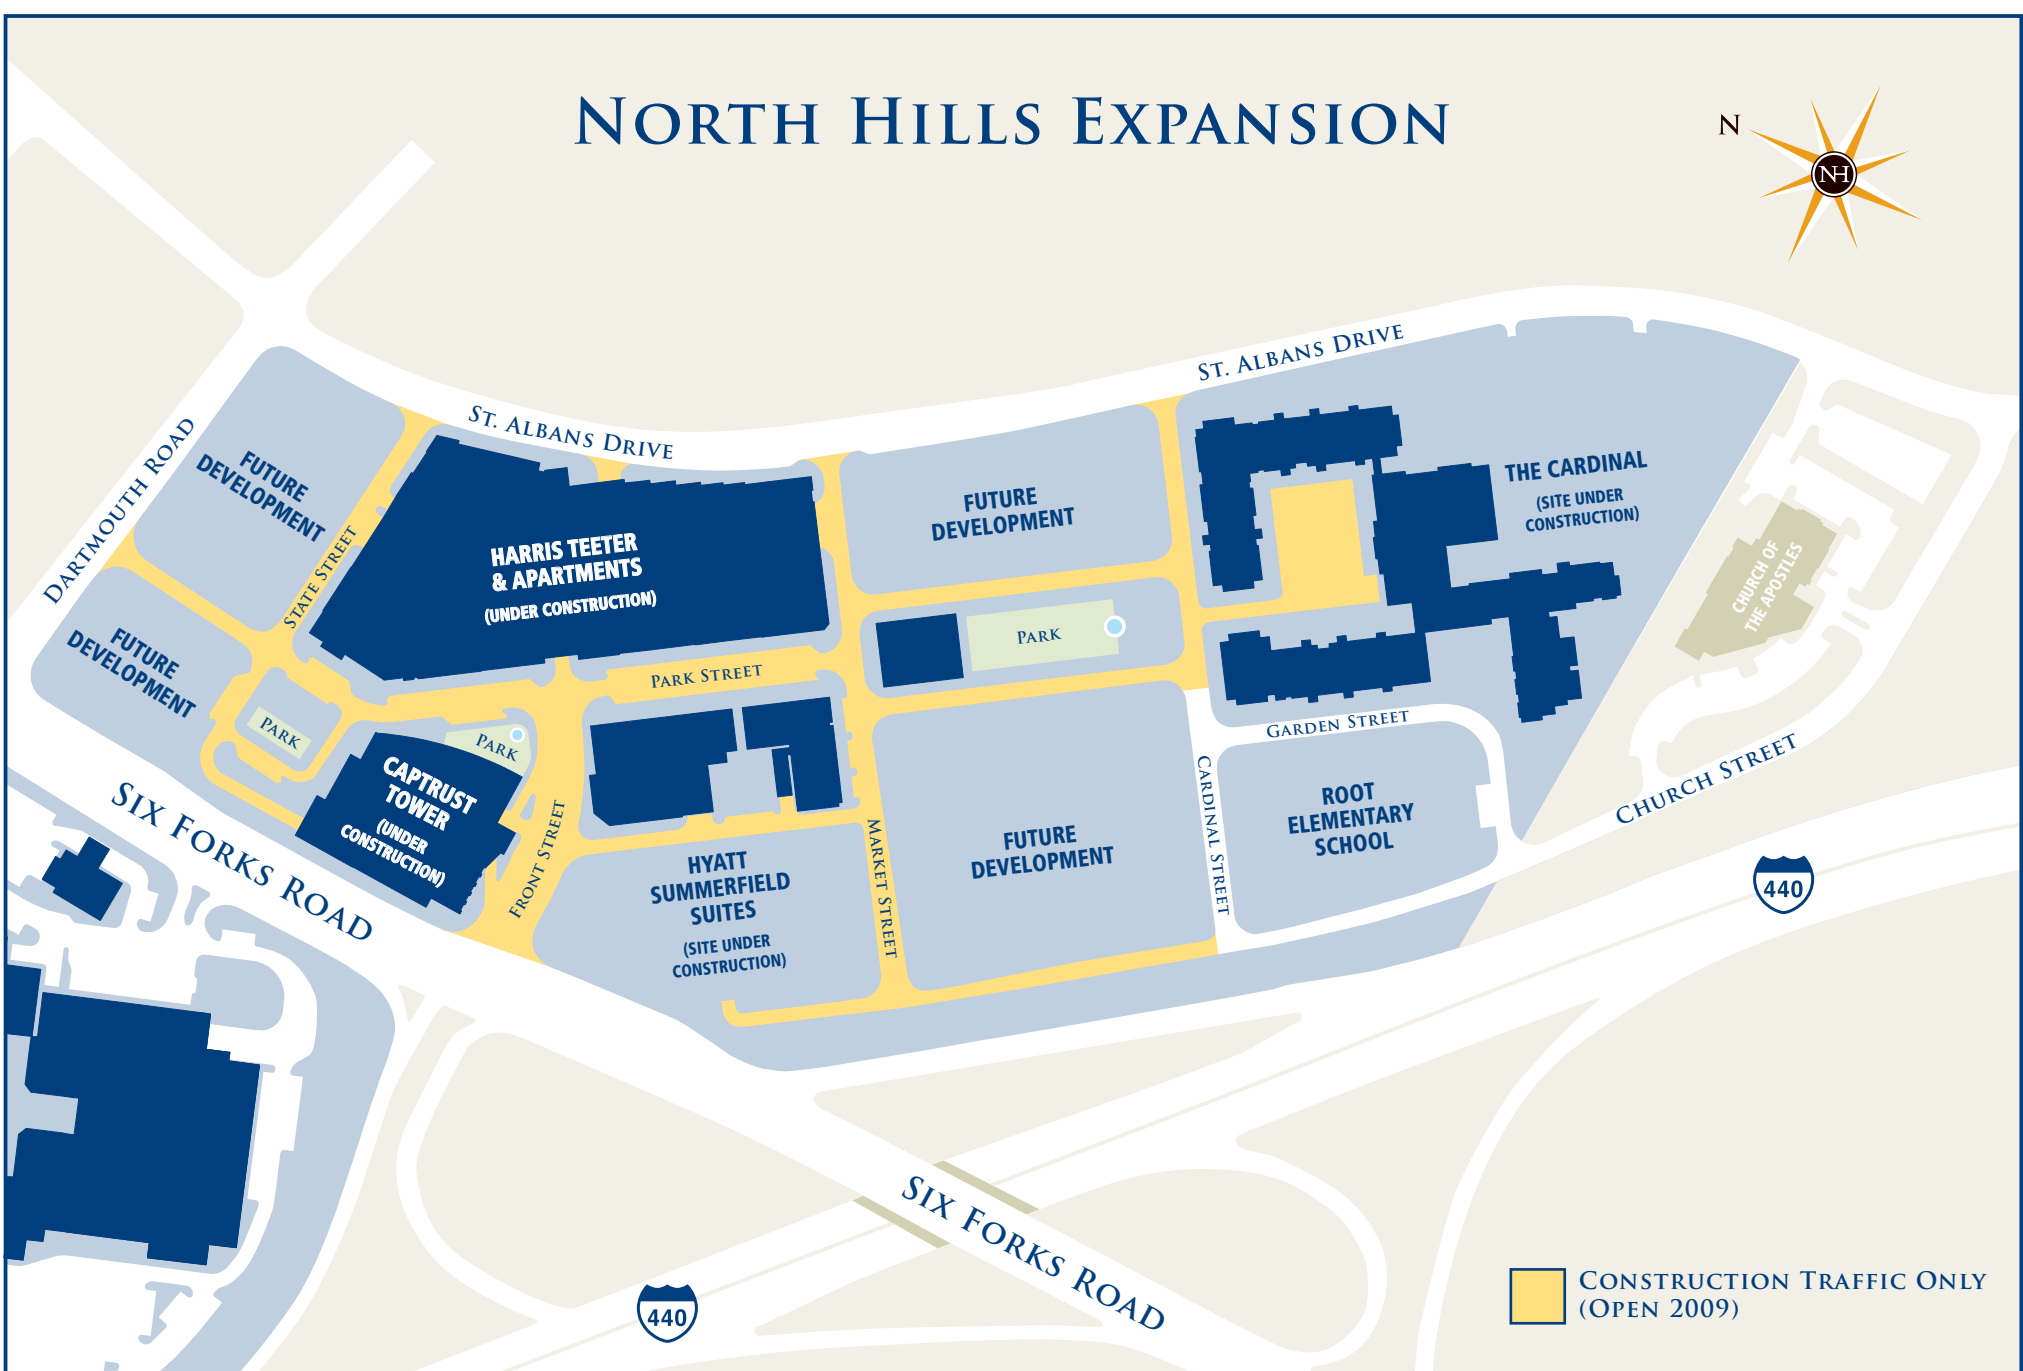 North Hills Expansion
N
NH
St. Albans Drive
St. Albans Drive
Dartmouth Road
FUTURE
DEVELOPMENT
State Street
HARRIS TEETER
& APARTMENTS
(UNDER CONSTRUCTION)
FUTURE
DEVELOPMENT
THE CARDINAL
(SITE UNDER
CONSTRUCTION)
CHURCH OF
THE APOSTLES
FUTURE
DEVELOPMENT
Park
Park Street
Park
Park
Garden Street
CAPTRUST
TOWER
(UNDER
CONSTRUCTION)
Front Street
HYATT
SUMMERFIELD
SUITES
(SITE UNDER
CONSTRUCTION)
Market Street
FUTURE
DEVELOPMENT
Cardinal Street
ROOT
ELEMENTARY
SCHOOL
Church Street
Six Forks Road
440
Six Forks Road
440
Construction Traffic Only
(Open 2009)